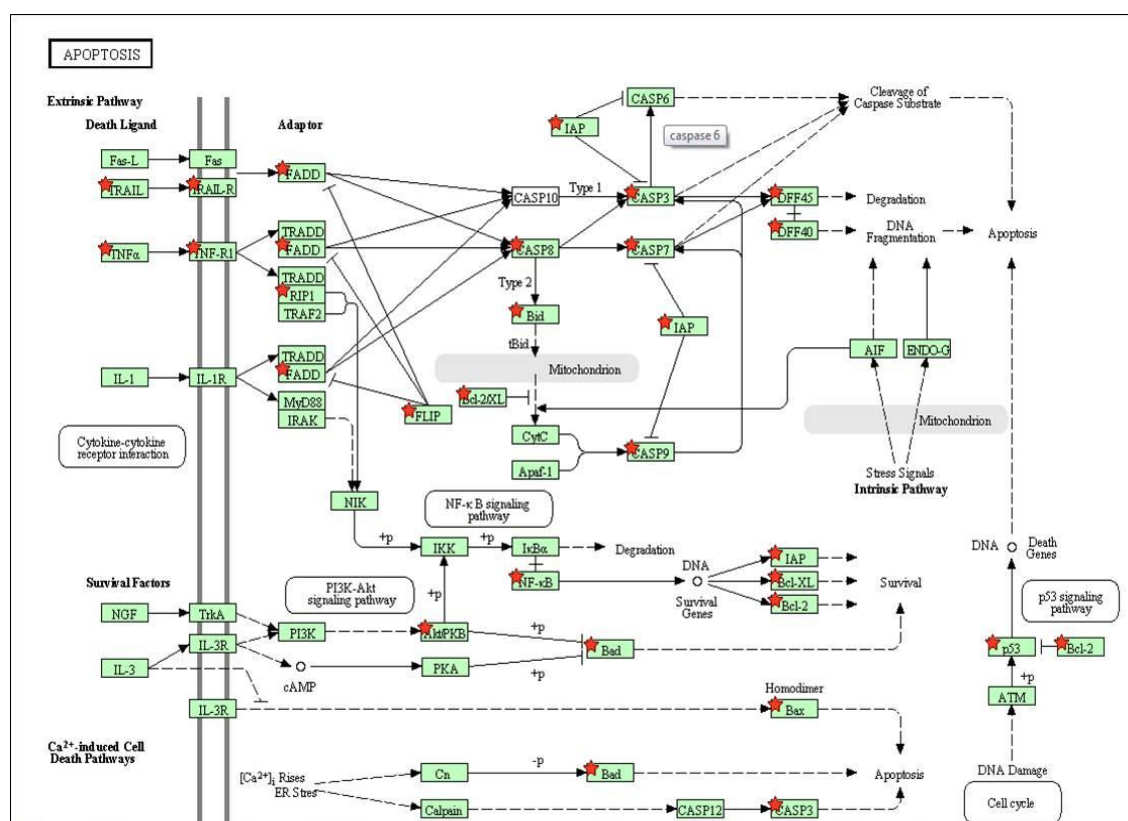 APOPTOSIS
Extrinsic Pathway
Death Ligand
Adaptor
Fas-L
Fas
TRAIL
TRAIL-R
FADD
TNFα
TNF-R1
TRADD
FADD
TRADD
RIP1
TRAF2
IL-1
IL-1R
TRADD
FADD
MyD88
IRAK
FLIP
Cytokine-cytokine
receptor interaction
CASP6
IAP
caspase 6
CASP10
Type 1
CASP3
CASP8
CASP7
Type 2
Bid
tBid
IAP
Mitochondrion
Bcl-2/XL
CytC
Apaf-1
CASP9
Cleavage of
Caspase Substrate
DFF45
Degradation
DFF40
DNA
Fragmentation
Apoptosis
AIF
ENDO-G
Mitochondrion
Stress Signals
Intrinsic Pathway
NIK
NF-κB signaling
pathway
+p
IKK
+p
IκBα
Degradation
NF-κB
DNA
Survival
Genes
IAP
Bcl-XL
Bcl-2
Survival
DNA
Death
Genes
p53 signaling
pathway
Survival Factors
PI3K-Akt
signaling pathway
+p
NGF
TrkA
PI3K
Akt/PKB
+p
Bad
IL-3
IL-3R
cAMP
PKA
+p
p53
Bcl-2
+p
ATM
IL-3R
Homodimer
Bax
Ca2+-induced Cell
Death Pathways
[Ca2+]i Rises
ER Stres
Cn
-p
Bad
Apoptosis
Calpain
CASP12
CASP3
DNA Damage
Cell cycle